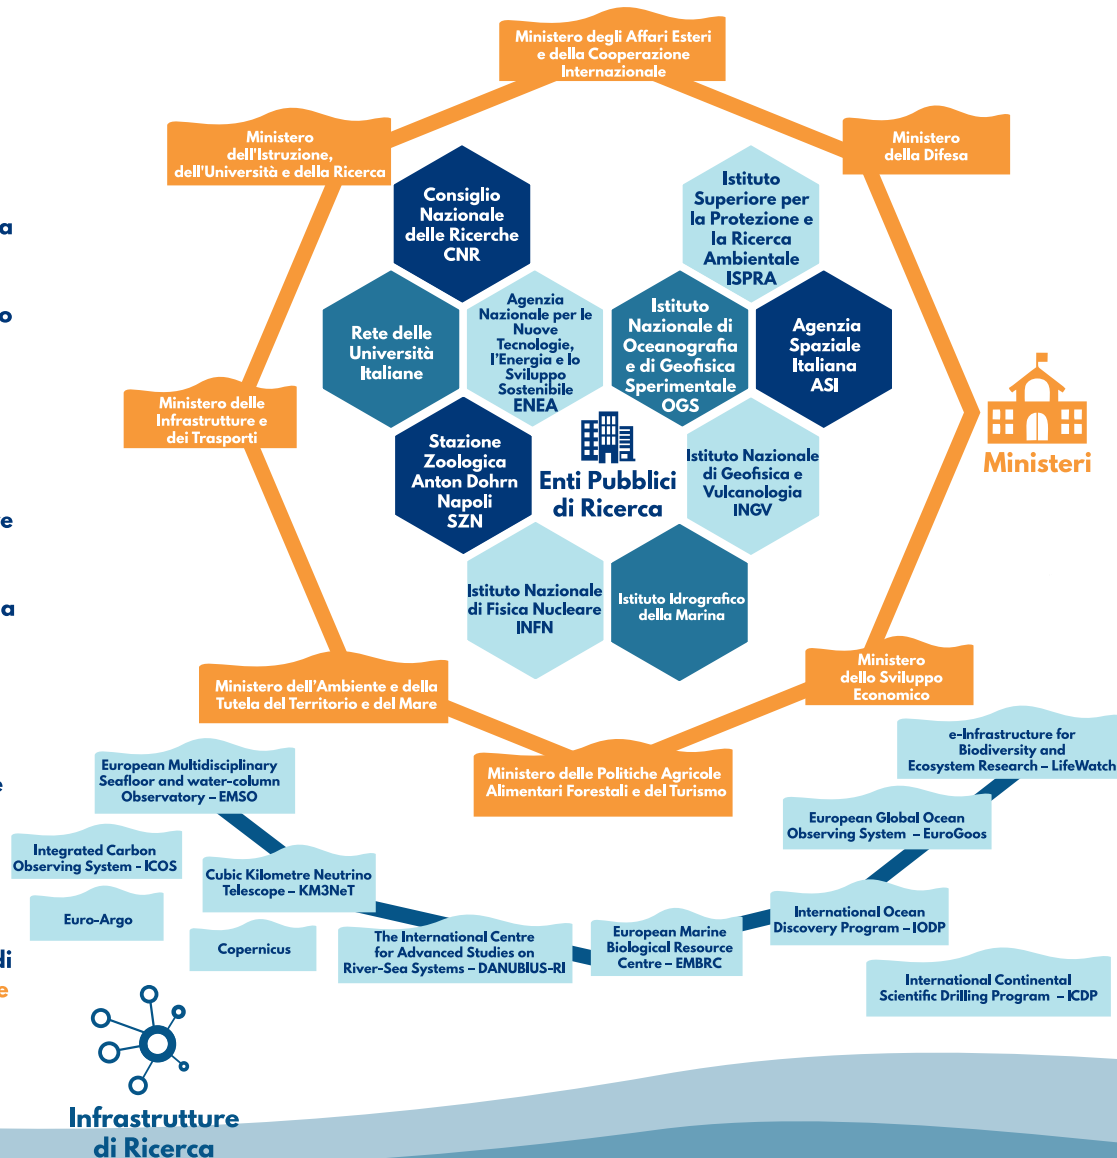 Ministero degli Affari Esteri
e della Cooperazione
Internazionale
Ministero
dell'Istruzione,
dell'Università e della Ricerca
Ministero
della Difesa
Consiglio
Nazionale
delle Ricerche
CNR
Istituto
Superiore per
la Protezione e
la Ricerca
Ambientale
ISPRA
a
o
Rete delle
Università
Italiane
Agenzia
Nazionale per le
Nuove
Tecnologie,
l'Energia e lo
Sviluppo
Sostenibile
ENEA
Istituto
Nazionale di
Oceanografia
e di Geofisica
Sperimentale
OGS
Agenzia
Spaziale
Italiana
ASI
Ministero delle
Infrastrutture e
dei Trasporti
Ministeri
Stazione
Zoologica
Anton Dohrn
Napoli
SZN
Enti Pubblici
di Ricerca
Istituto Nazionale
di Geofisica e
Vulcanologia
INGV
e
a
Istituto Nazionale
di Fisica Nucleare
INFN
Istituto Idrografico
della Marina
Ministero dell'Ambiente e della
Tutela del Territorio e del Mare
Ministero
dello Sviluppo
Economico
Ministero delle Politiche Agricole
Alimentari Forestali e del Turismo
e-Infrastructure for
Biodiversity and
Ecosystem Research – LifeWatch
European Multidisciplinary
Seafloor and water-column
Observatory – EMSO
e
European Global Ocean
Observing System – EuroGoos
Integrated Carbon
Observing System - ICOS
Cubic Kilometre Neutrino
Telescope – KM3NeT
Euro-Argo
Copernicus
The International Centre
for Advanced Studies on
River-Sea Systems – DANUBIUS-RI
European Marine
Biological Resource
Centre – EMBRC
International Ocean
Discovery Program – IODP
di
e
International Continental
Scientific Drilling Program – ICDP
Infrastrutture
di Ricerca